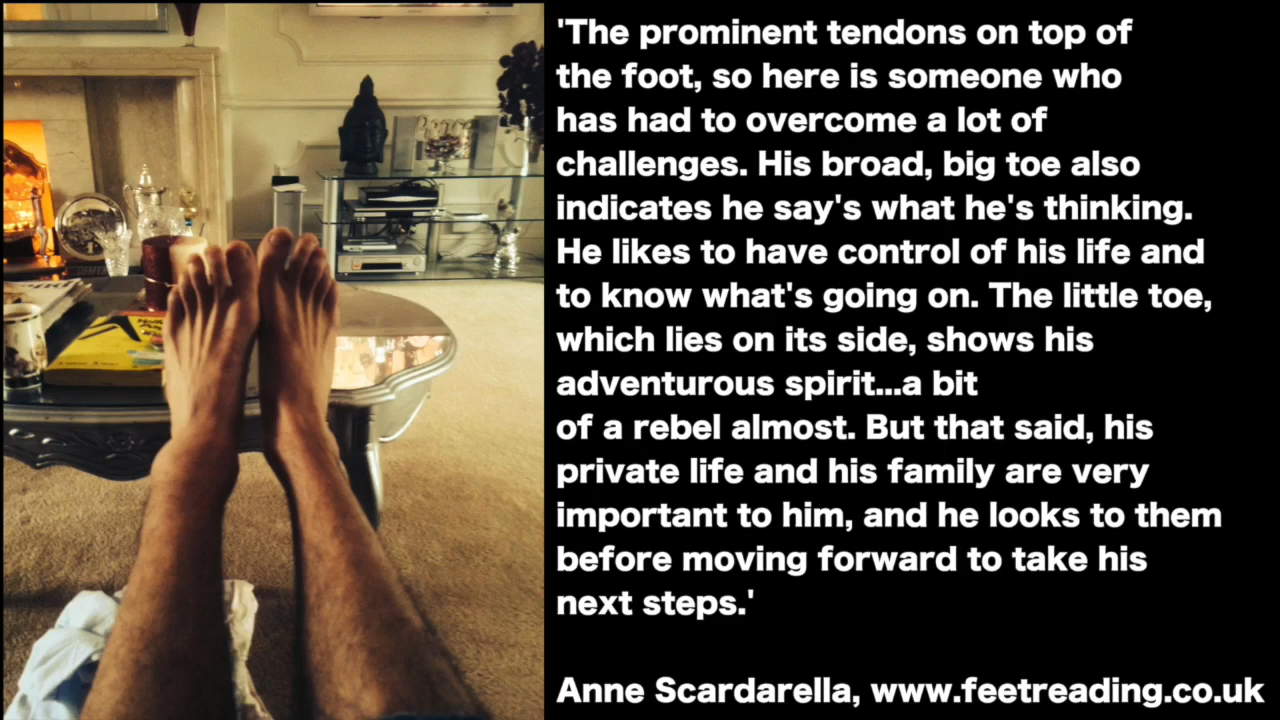 'The prominent tendons on top of
the foot, so here is someone who
has had to overcome a lot of
challenges. His broad, big toe also
indicates he say's what he's thinking.
He likes to have control of his life and
to know what's going on. The little toe,
which lies on its side, shows his
adventurous spirit...a bit
of a rebel almost. But that said, his
private life and his family are very
important to him, and he looks to them
before moving forward to take his
next steps.'
Anne Scardarella, www.feetreading.co.uk